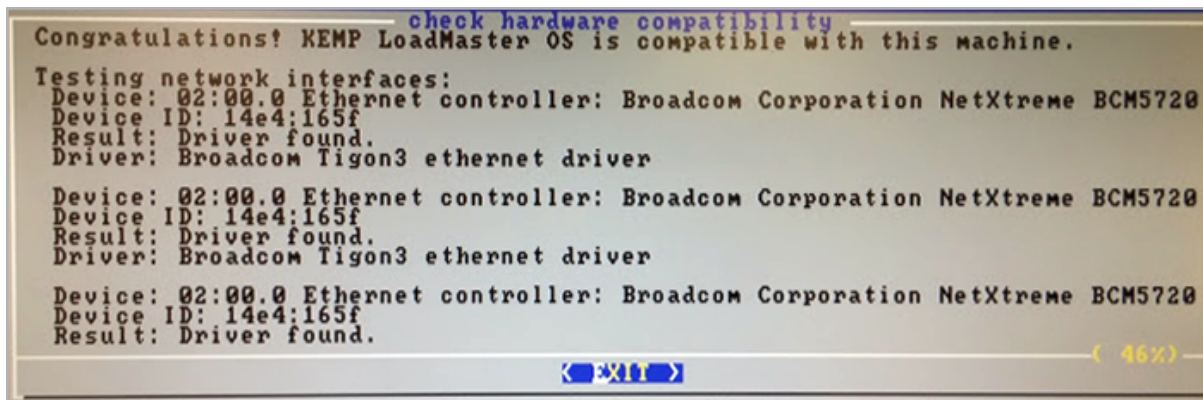 check hardware compatibility
Congratulations! KEMP LoadMaster OS is compatible with this machine.
Testing network interfaces:
Device: 02:00.0 Ethernet controller: Broadcom Corporation NetXtreme BCM5720
Device ID: 14e4:165f
Result: Driver found.
Driver: Broadcom Tigon3 ethernet driver
Device: 02:00.0 Ethernet controller: Broadcom Corporation NetXtreme BCM5720
Device ID: 14e4:165f
Result: Driver found.
Driver: Broadcom Tigon3 ethernet driver
Device: 02:00.0 Ethernet controller: Broadcom Corporation NetXtreme BCM5720
Device ID: 14e4:165f
Result: Driver found.
( 46%)
< EXIT >